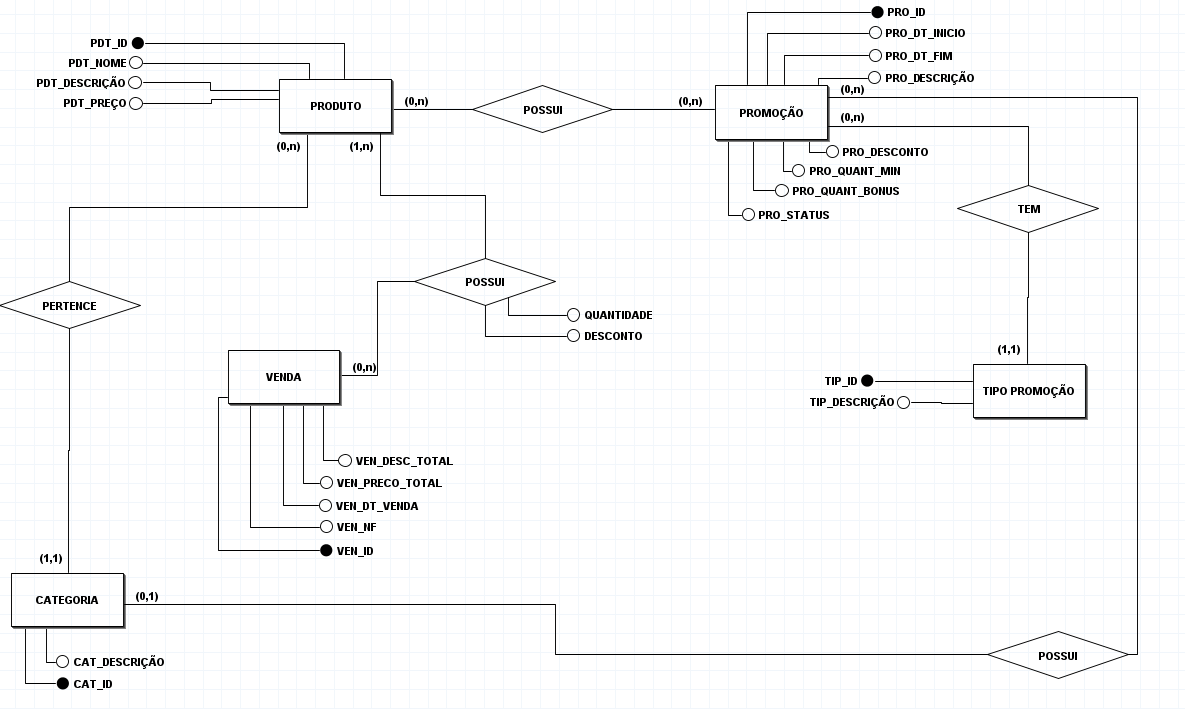 PRO_ID
PRO_DT_INICIO
PRO_DT_FIM
PRO_DESCRIÇÃO
PDT_ID
PDT_NOME
PDT_DESCRIÇÃO
PDT_PREÇO
PRODUTO
(0,n)
POSSUI
(0,n)
PROMOÇÃO
(0,n)
(0,n)
(0,n)
(1,n)
PRO_DESCONTO
PRO_QUANT_MIN
PRO_QUANT_BONUS
PRO_STATUS
TEM
PERTENCE
POSSUI
QUANTIDADE
DESCONTO
(1,1)
VENDA
(0,n)
TIP_ID
TIP_DESCRIÇÃO
TIPO PROMOÇÃO
VEN_DESC_TOTAL
VEN_PRECO_TOTAL
VEN_DT_VENDA
VEN_NF
VEN_ID
(1,1)
CATEGORIA
(0,1)
POSSUI
CAT_DESCRIÇÃO
CAT_ID